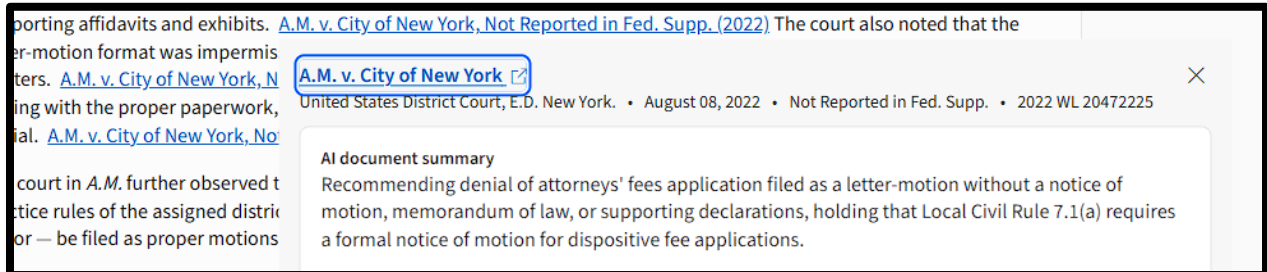 porting affidavits and exhibits. A.M. v. City of New York, Not Reported in Fed. Supp. (2022) The court also noted that the
er-motion format was impermis
ters. A.M. v. City of New York, N
ing with the proper paperwork,
ial. A.M. v. City of New York, No
court in A.M. further observed t
ctice rules of the assigned distric
or — be filed as proper motions
A.M. v. City of New York
United States District Court, E.D. New York. • August 08, 2022 • Not Reported in Fed. Supp. • 2022 WL 20472225
AI document summary
Recommending denial of attorneys' fees application filed as a letter-motion without a notice of
motion, memorandum of law, or supporting declarations, holding that Local Civil Rule 7.1(a) requires
a formal notice of motion for dispositive fee applications.